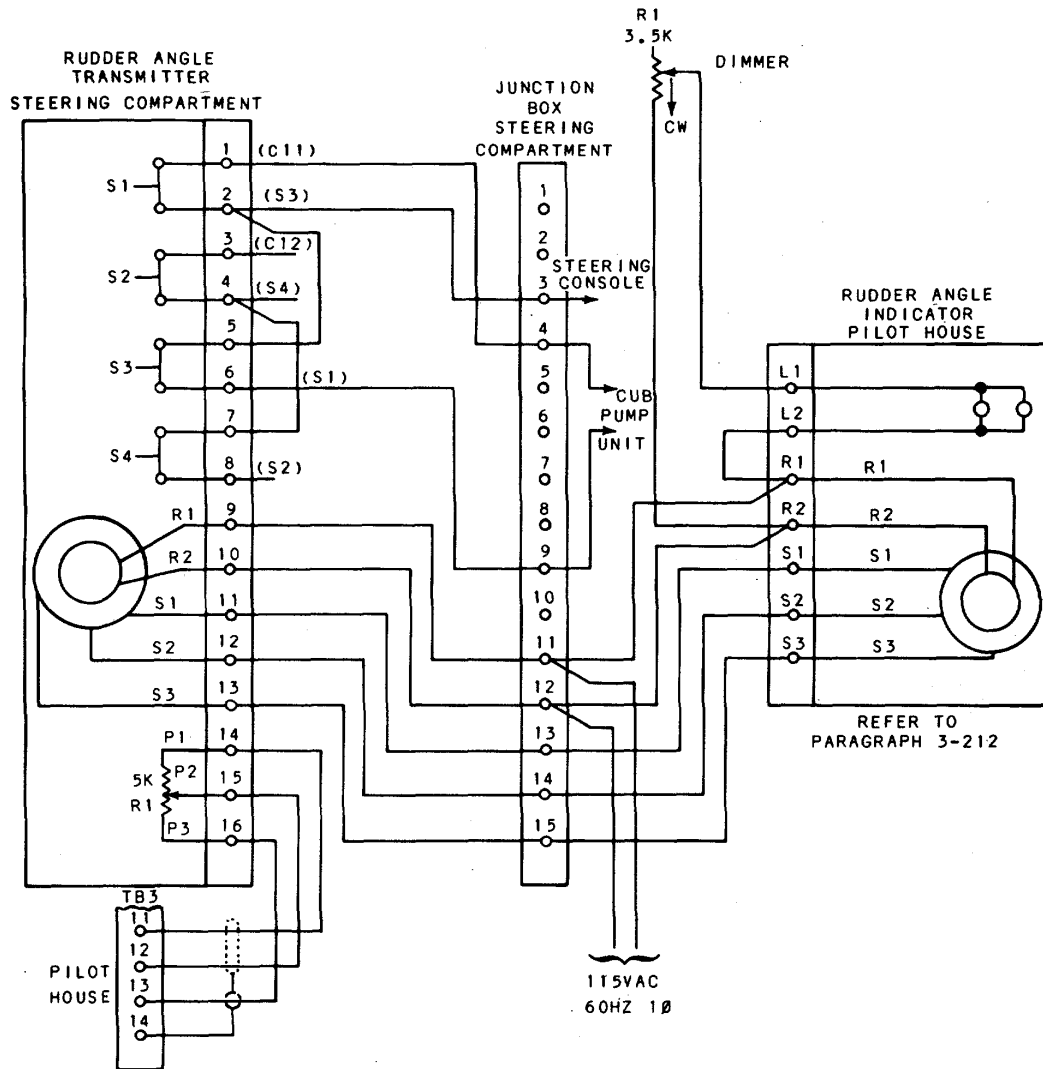 RUDDER ANGLE
TRANSMITTER
STEERING COMPARTMENT
S1
S2
S3
S4
1
2
3
4
5
6
7
8
9
10
11
12
13
14
15
16
(C11)
(S3)
(C12)
(S4)
(S1)
(S2)
R1
R2
S1
S2
S3
P1
P2
P3
5K
R1
TB3
11
12
13
14
PILOT
HOUSE
JUNCTION
BOX
STEERING
COMPARTMENT
1
2
3
4
5
6
7
8
9
10
11
12
13
14
15
STEERING
CONSOLE
CUB
PUMP
UNIT
115VAC
60HZ 1Ø
R1
3.5K
DIMMER
CW
RUDDER ANGLE
INDICATOR
PILOT HOUSE
L1
L2
R1
R2
S1
S2
S3
R1
R2
S1
S2
S3
REFER TO
PARAGRAPH 3-212